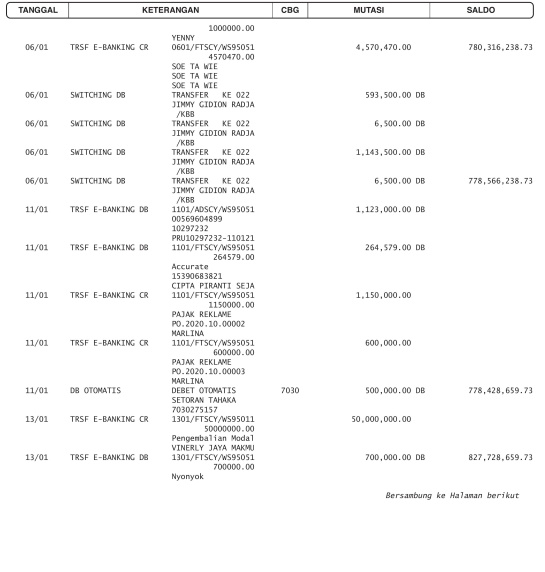 TANGGAL KETERANGAN CBG MUTASI SALDO
1000000.00
YENNY
06/01 TRSF E-BANKING CR 0601/FTSCY/WS95051 4,570,470.00 780,316,238.73
4570470.00
SOE TA WIE
SOE TA WIE
SOE TA WIE
06/01 SWITCHING DB TRANSFER KE 022 593,500.00 DB
JIMMY GIDION RADJA
/KBB
06/01 SWITCHING DB TRANSFER KE 022 6,500.00 DB
JIMMY GIDION RADJA
/KBB
06/01 SWITCHING DB TRANSFER KE 022 1,143,500.00 DB
JIMMY GIDION RADJA
/KBB
06/01 SWITCHING DB TRANSFER KE 022 6,500.00 DB 778,566,238.73
JIMMY GIDION RADJA
/KBB
11/01 TRSF E-BANKING DB 1101/ADSCY/WS95051 1,123,000.00 DB
00569604899
10297232
PRU10297232-110121
11/01 TRSF E-BANKING DB 1101/FTSCY/WS95051 264,579.00 DB
264579.00
Accurate
15390683821
CIPTA PIRANTI SEJA
11/01 TRSF E-BANKING CR 1101/FTSCY/WS95051 1,150,000.00
1150000.00
PAJAK REKLAME
PO.2020.10.00002
MARLINA
11/01 TRSF E-BANKING CR 1101/FTSCY/WS95051 600,000.00
600000.00
PAJAK REKLAME
PO.2020.10.00003
MARLINA
11/01 DB OTOMATIS DEBET OTOMATIS 7030 500,000.00 DB 778,428,659.73
SETORAN TAHAKA
7030275157
13/01 TRSF E-BANKING CR 1301/FTSCY/WS95011 50,000,000.00
50000000.00
Pengembalian Modal
VINERLY JAYA MAKMU
13/01 TRSF E-BANKING DB 1301/FTSCY/WS95051 700,000.00 DB 827,728,659.73
700000.00
Nyonyok
Bersambung ke Halaman berikut